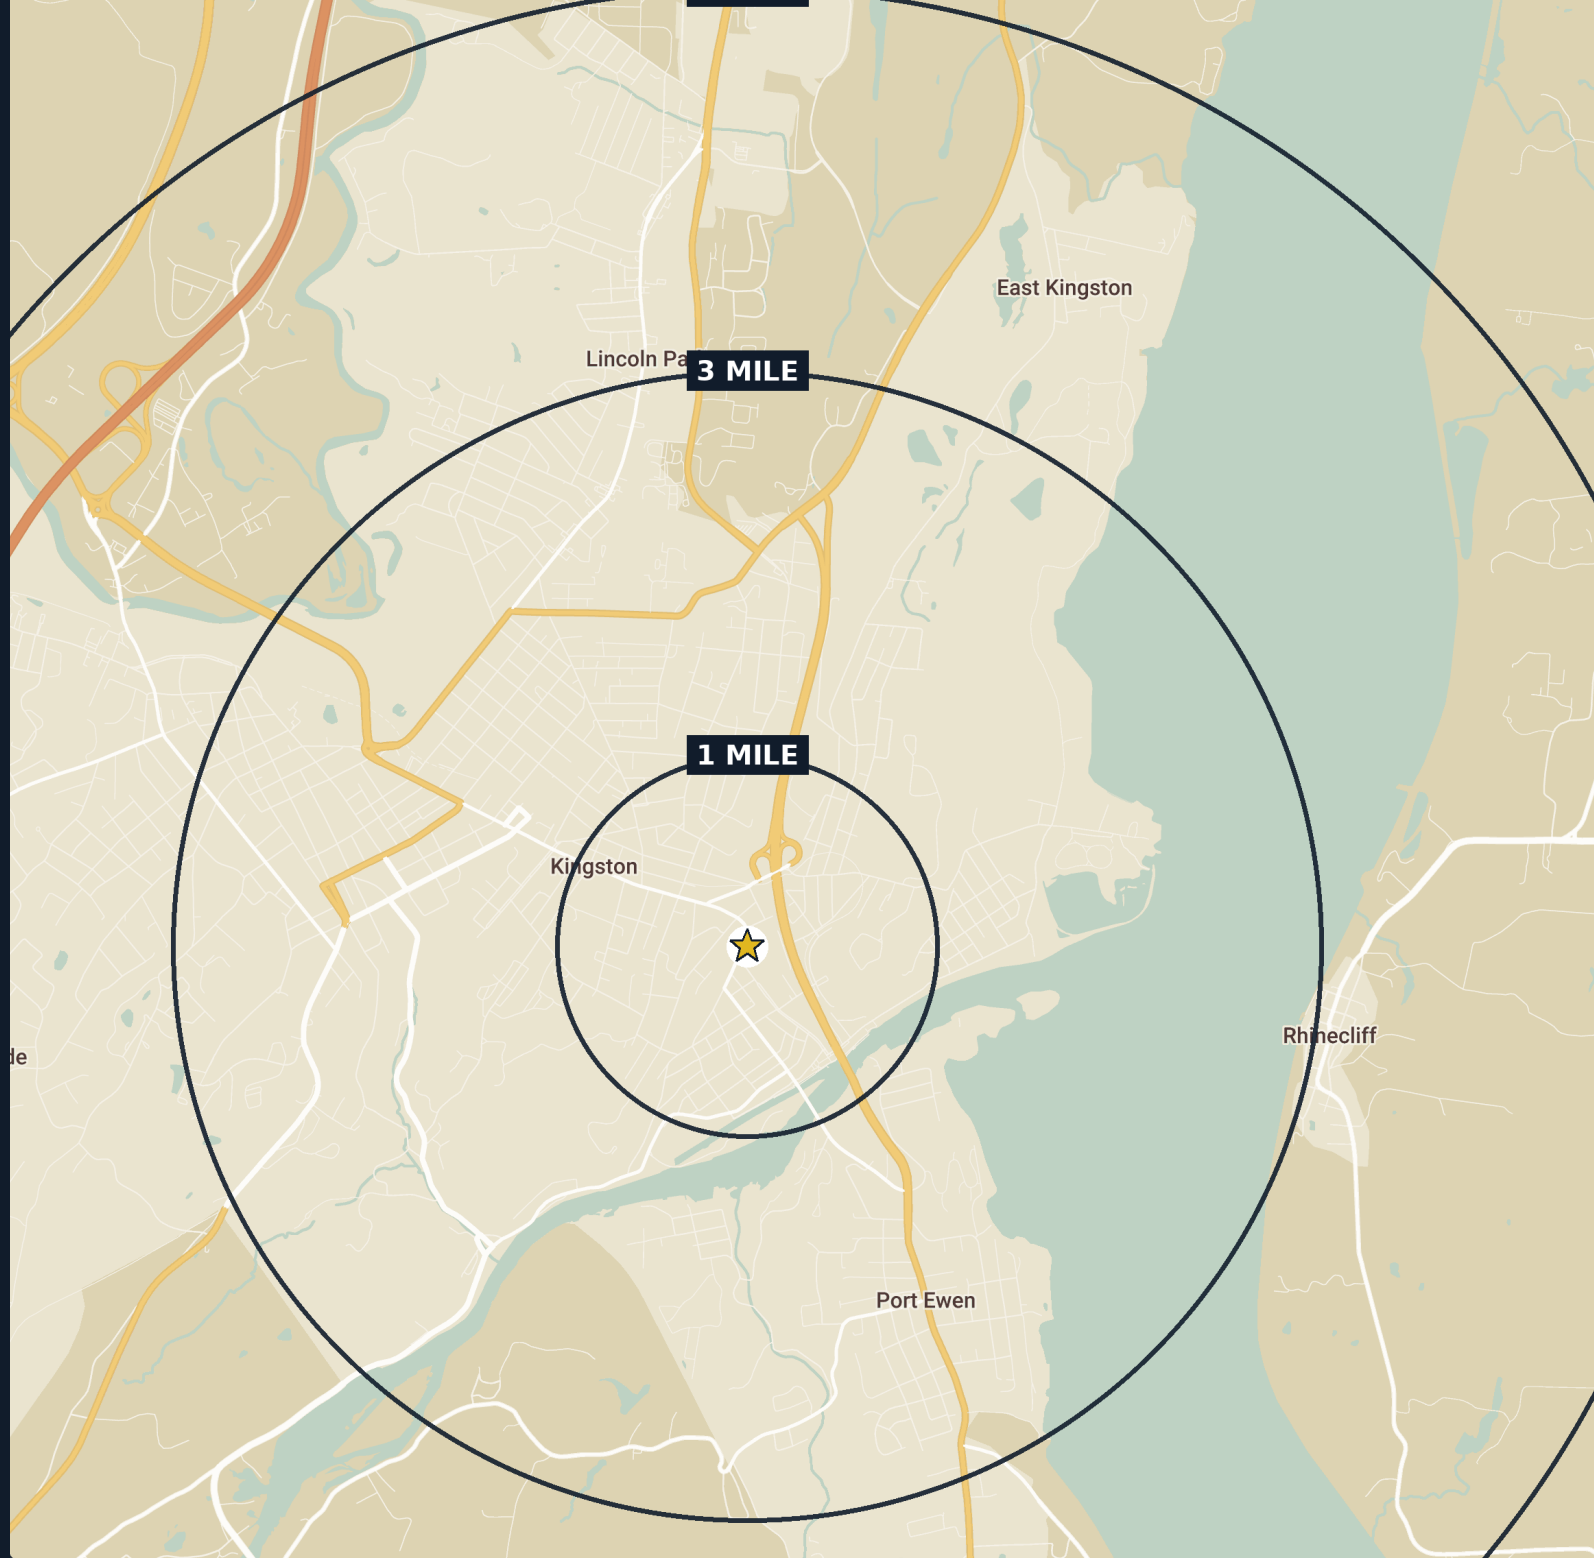 East Kingston
Lincoln Pa
3 MILE
1 MILE
Kingston
Rhinecliff
de
Port Ewen